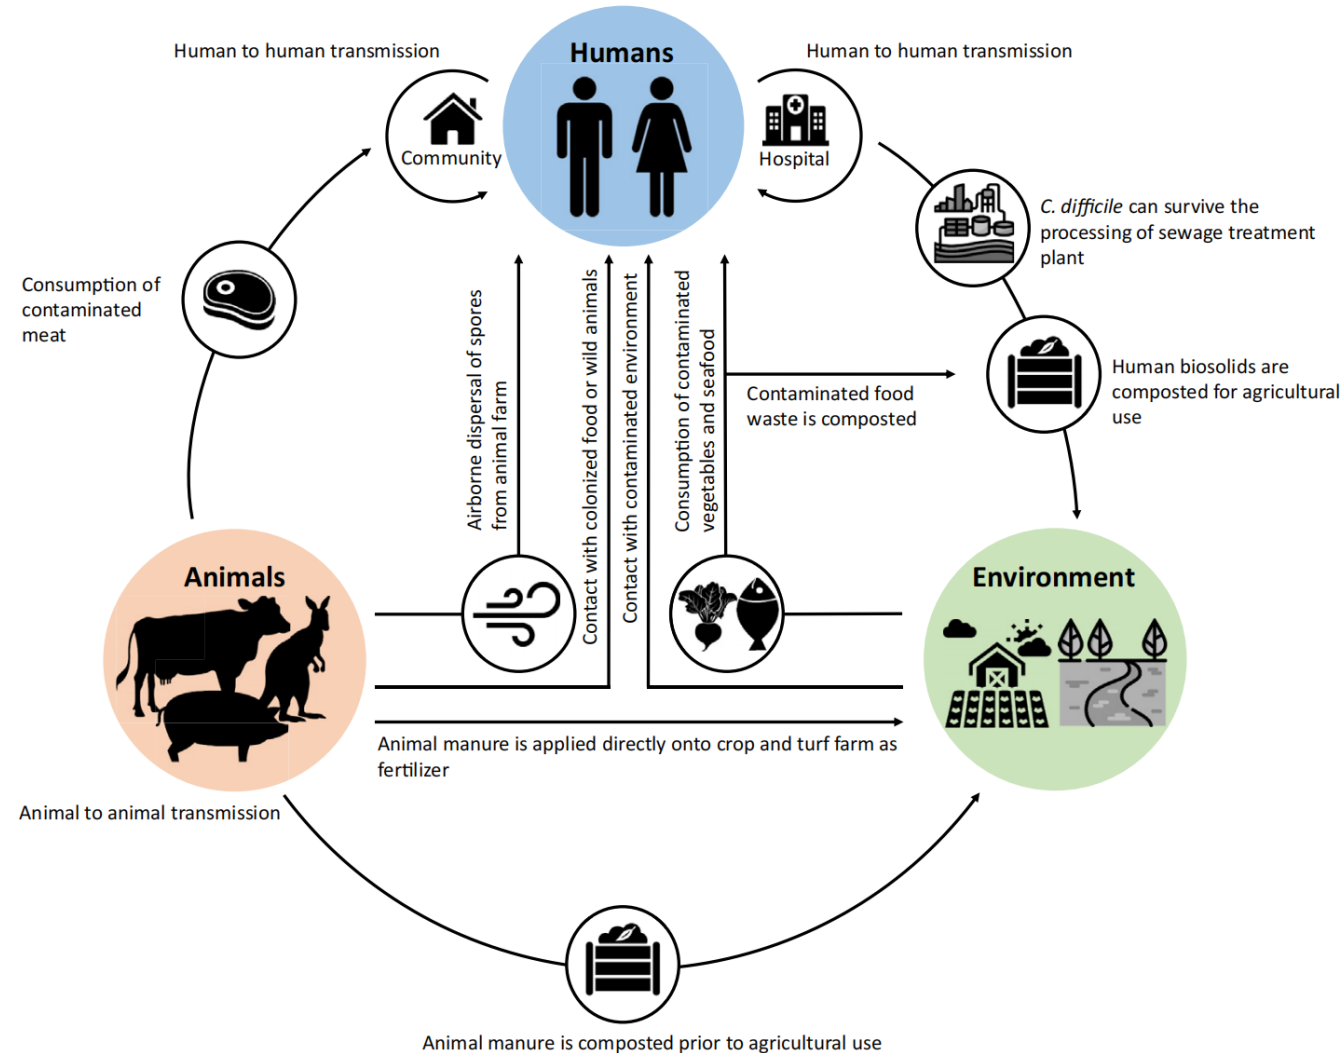 Human to human transmission
Humans
Human to human transmission
Community
Hospital
C. difficile can survive the
processing of sewage treatment
plant
Consumption of
contaminated
meat
Airborne dispersal of spores
from animal farm
Contact with colonized food or wild animals
Contact with contaminated environment
Consumption of contaminated
vegetables and seafood
Contaminated food
waste is composted
Human biosolids are
composted for agricultural
use
Animals
Environment
Animal manure is applied directly onto crop and turf farm as
fertilizer
Animal to animal transmission
Animal manure is composted prior to agricultural use